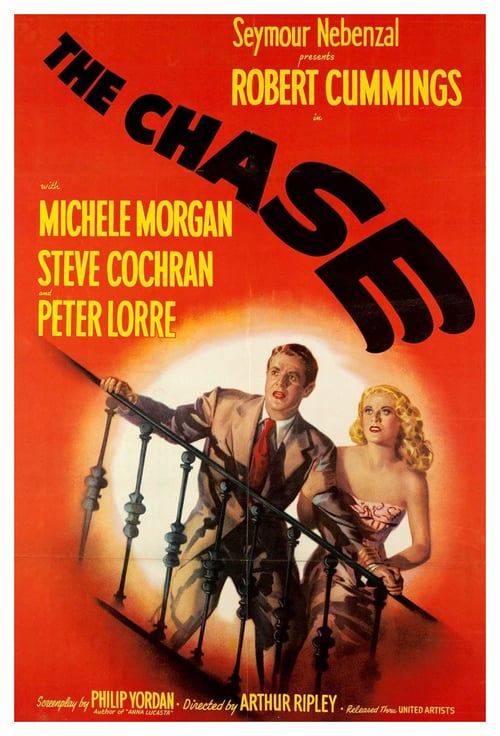 Seymour Nebenzal
presents
ROBERT CUMMINGS
in
THE CHASE
with
MICHELE MORGAN
STEVE COCHRAN
and
PETER LORRE
Screenplay by PHILIP YORDAN · Directed by ARTHUR RIPLEY · Released Thru UNITED ARTISTS
Author of "ANNA LUCASTA"